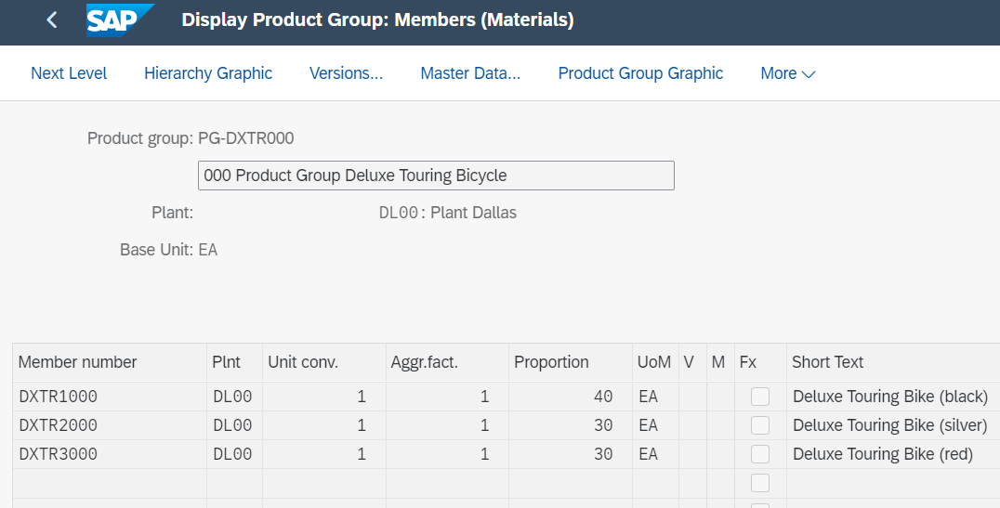 SAP Display Product Group: Members (Materials)
Next Level Hierarchy Graphic Versions... Master Data... Product Group Graphic More
Product group: PG-DXTR000
000 Product Group Deluxe Touring Bicycle
Plant: DL00: Plant Dallas
Base Unit: EA
Member number Plnt Unit conv. Aggr.fact. Proportion UoM V M Fx Short Text
DXTR1000 DL00 1 1 40 EA Deluxe Touring Bike (black)
DXTR2000 DL00 1 1 30 EA Deluxe Touring Bike (silver)
DXTR3000 DL00 1 1 30 EA Deluxe Touring Bike (red)